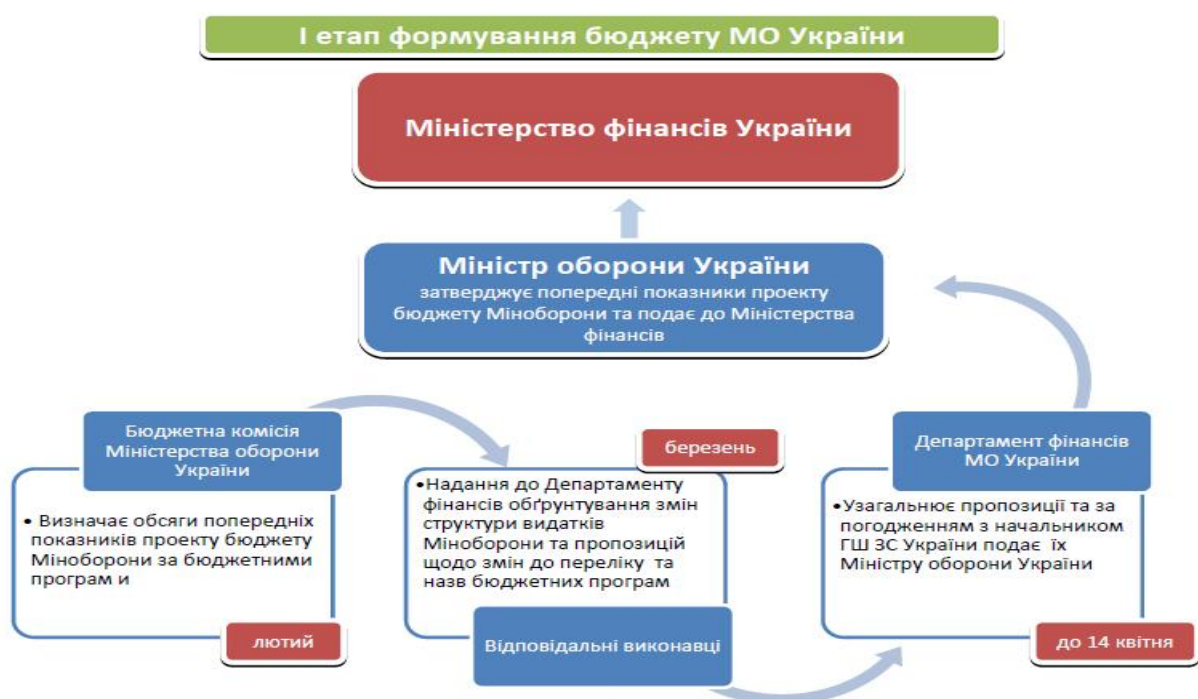 І етап формування бюджету МО України
Міністерство фінансів України
Міністр оборони України
затверджує попередні показники проекту
бюджету Міноборони та подає до Міністерства
фінансів
Бюджетна комісія
Міністерства оборони
України
• Визначає обсяги попередніх
показників проекту бюджету
Міноборони за бюджетними
програм и
лютий
березень
•Надання до Департаменту
фінансів обґрунтування змін
структури видатків
Міноборони та пропозицій
щодо змін до переліку та
назв бюджетних програм
Відповідальні виконавці
Департамент фінансів
МО України
•Узагальнює пропозиції та за
погодженням з начальником
ГШ ЗС України подає їх
Міністру оборони України
до 14 квітня